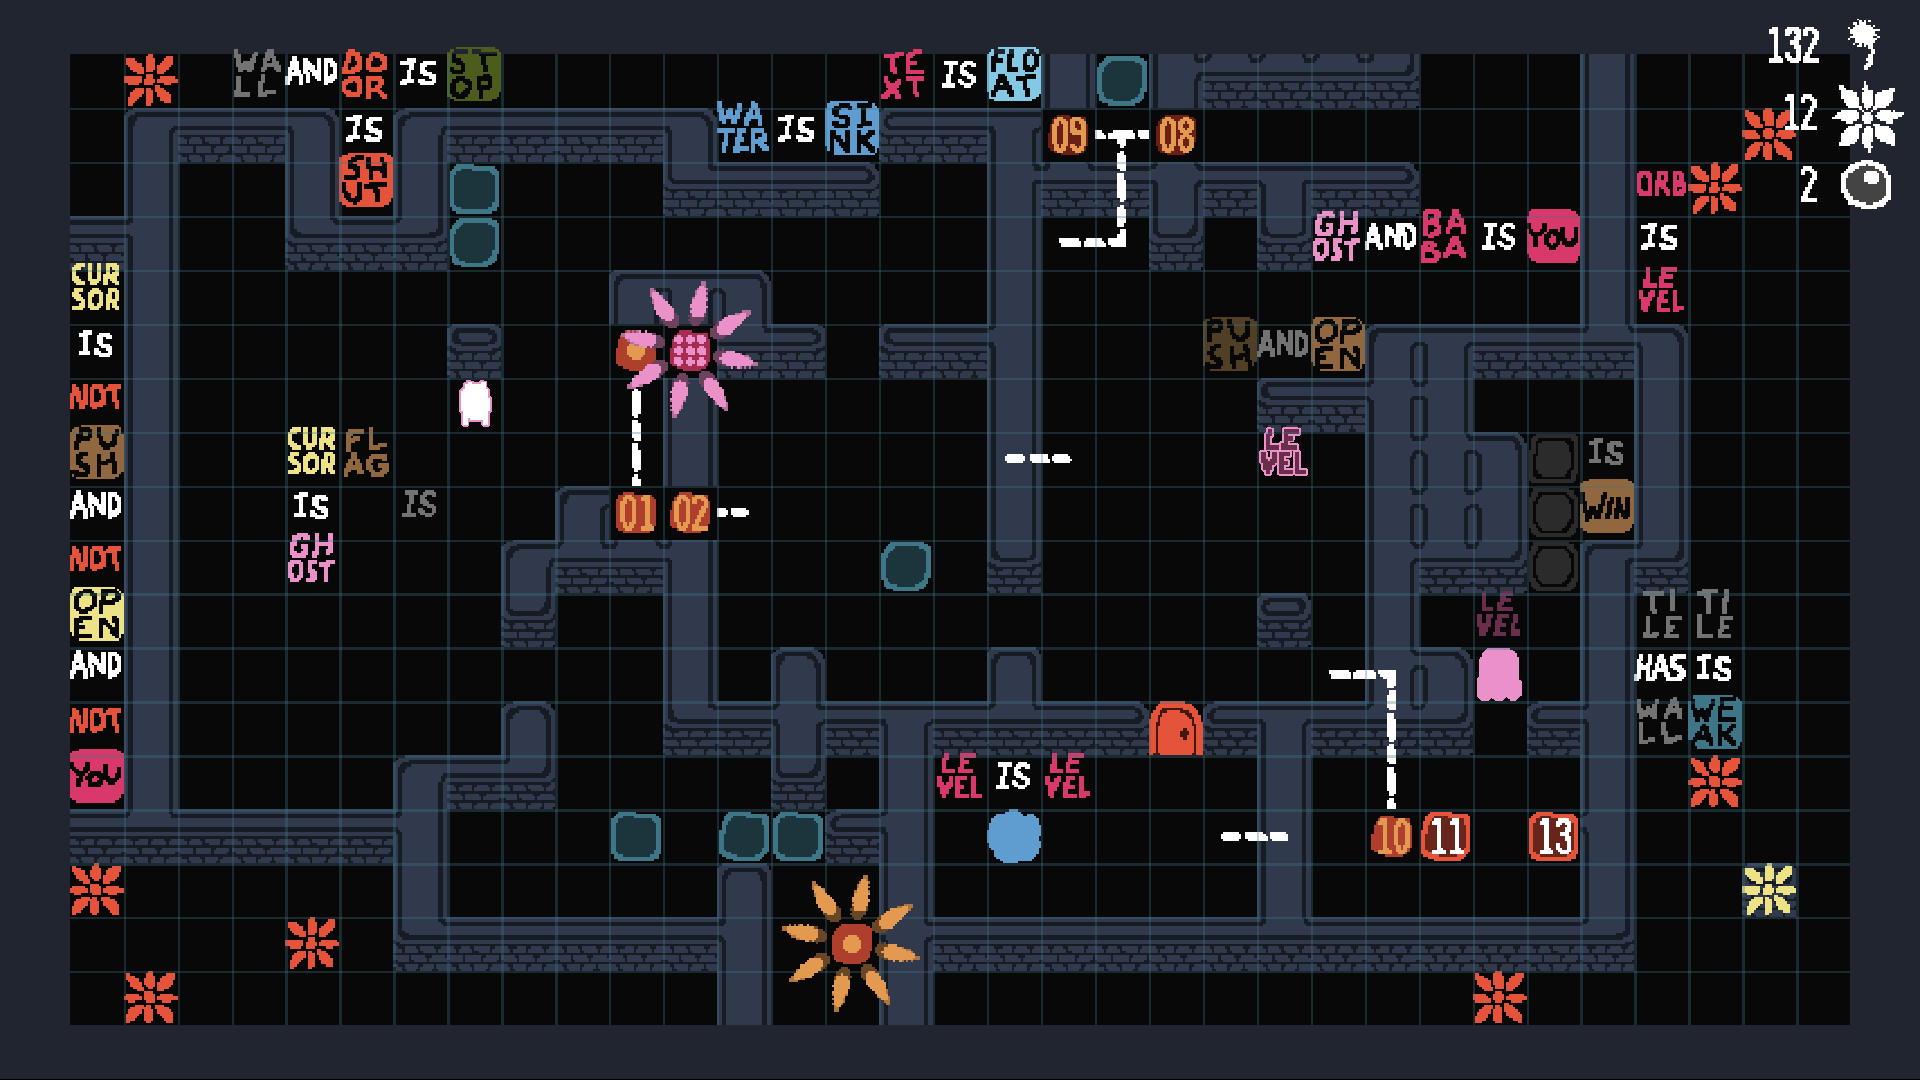 132
WALL AND DOOR IS STOP
TEXT IS FLOAT
12
IS
WATER IS SINK
09 08
SHUT
ORB
2
GHOST AND BABA IS YOU
IS
CURSOR
LEVEL
IS
PUSH AND OPEN
NOT
PUSH
CURSOR FLAG
LEVEL
IS
AND
IS IS
01 02
WIN
NOT
GHOST
OPEN
LEVEL
TILE TILE
AND
HAS IS
NOT
WALL WEAK
YOU
LEVEL IS LEVEL
10 11 13